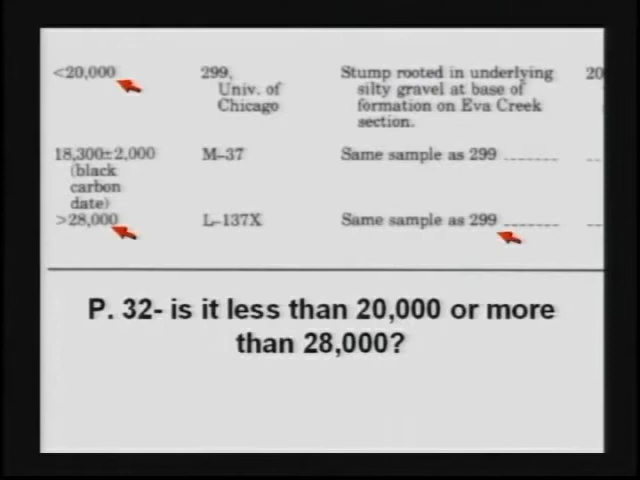 <20,000 299, Stump rooted in underlying 20
Univ. of silty gravel at base of
Chicago formation on Eva Creek
section.
18,300±2,000 M-37 Same sample as 299
(black
carbon
date)
>28,000 L-137X Same sample as 299
P. 32- is it less than 20,000 or more
than 28,000?